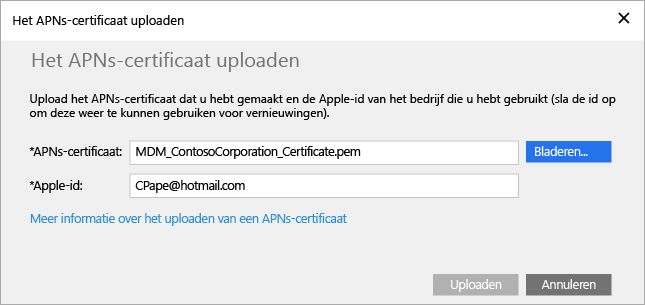 Het APNs-certificaat uploaden
Het APNs-certificaat uploaden
Upload het APNs-certificaat dat u hebt gemaakt en de Apple-id van het bedrijf die u hebt gebruikt (sla de id op
om deze weer te kunnen gebruiken voor vernieuwingen).
*APNs-certificaat: MDM_ContosoCorporation_Certificate.pem Bladeren...
*Apple-id: CPape@hotmail.com
Meer informatie over het uploaden van een APNs-certificaat
Uploaden Annuleren